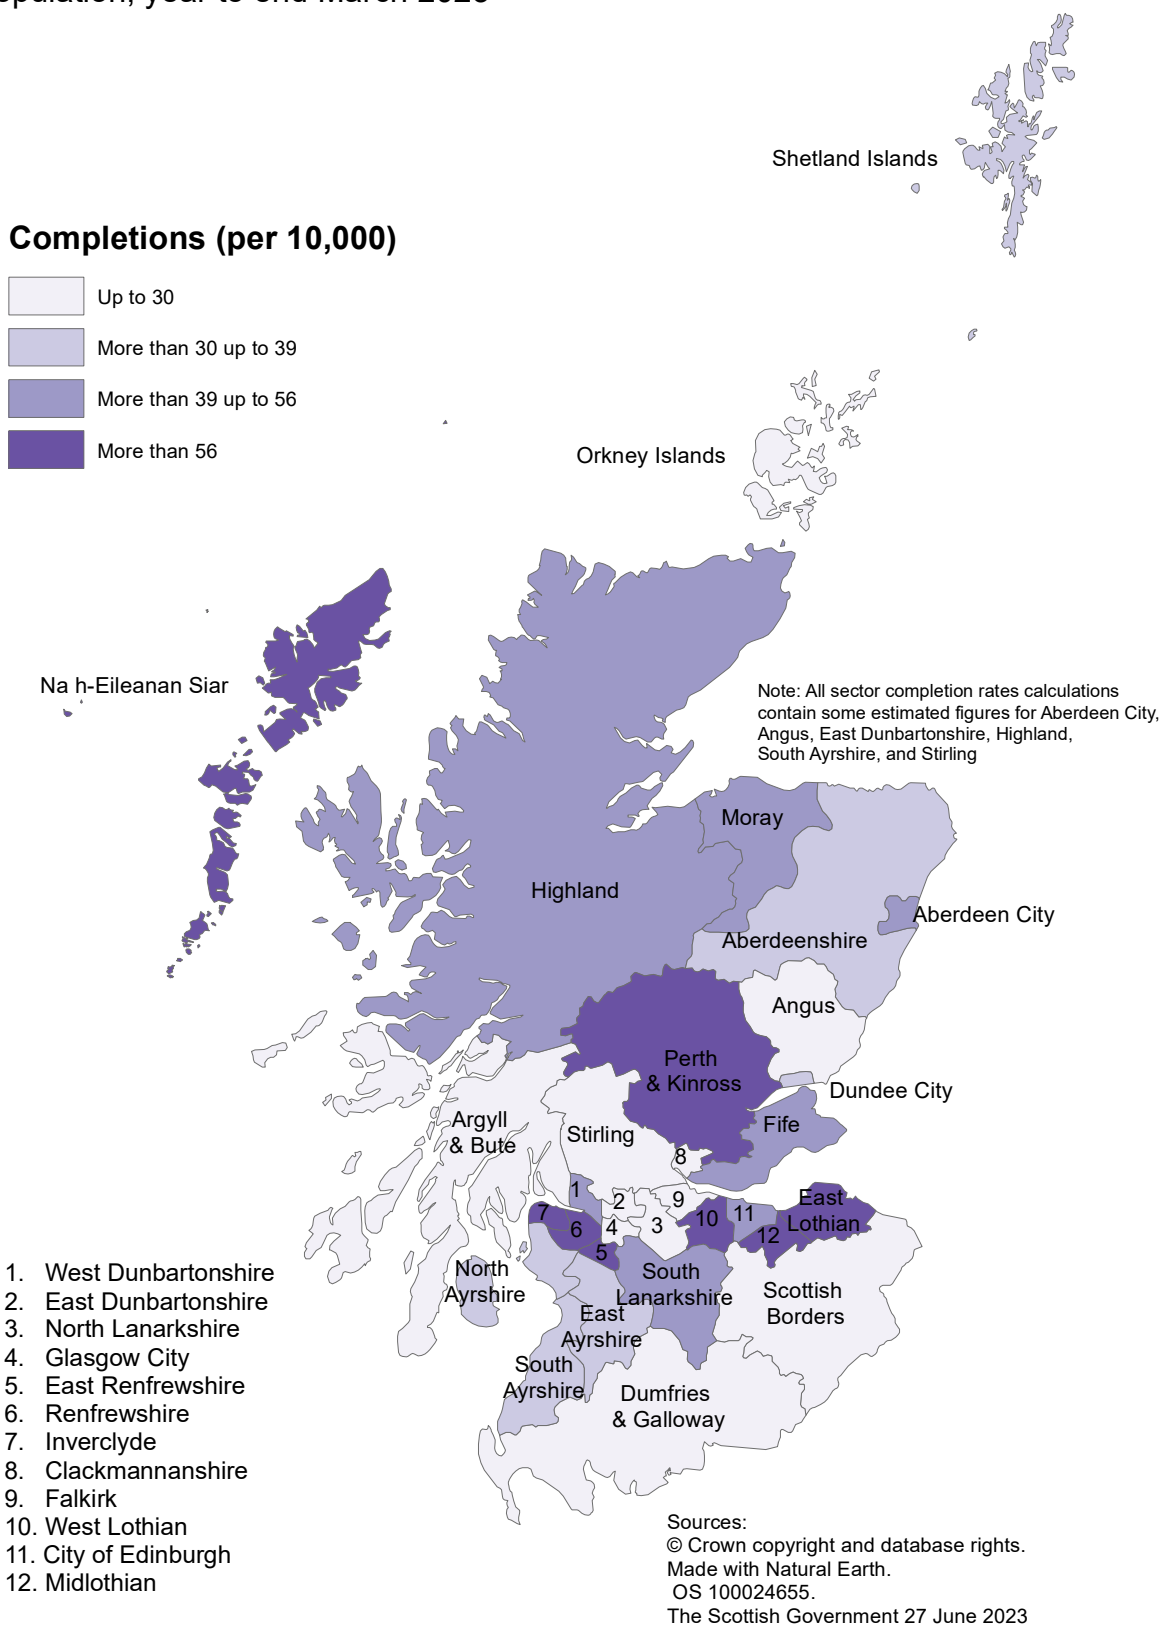 Shetland Islands
Completions (per 10,000)
Up to 30
More than 30 up to 39
More than 39 up to 56
More than 56
Orkney Islands
Na h-Eileanan Siar
Note: All sector completion rates calculations
contain some estimated figures for Aberdeen City,
Angus, East Dunbartonshire, Highland,
South Ayrshire, and Stirling
Moray
Highland
Aberdeen City
Aberdeenshire
Angus
Perth
& Kinross
Dundee City
Fife
Argyll
& Bute
Stirling
8
1
2
9
7
6
4
3
10
11
12
5
East
Lothian
North
Ayrshire
South
Lanarkshire
East
Ayrshire
Scottish
Borders
South
Ayrshire
Dumfries
& Galloway
1. West Dunbartonshire
2. East Dunbartonshire
3. North Lanarkshire
4. Glasgow City
5. East Renfrewshire
6. Renfrewshire
7. Inverclyde
8. Clackmannanshire
9. Falkirk
10. West Lothian
11. City of Edinburgh
12. Midlothian
Sources:
© Crown copyright and database rights.
Made with Natural Earth.
OS 100024655.
The Scottish Government 27 June 2023